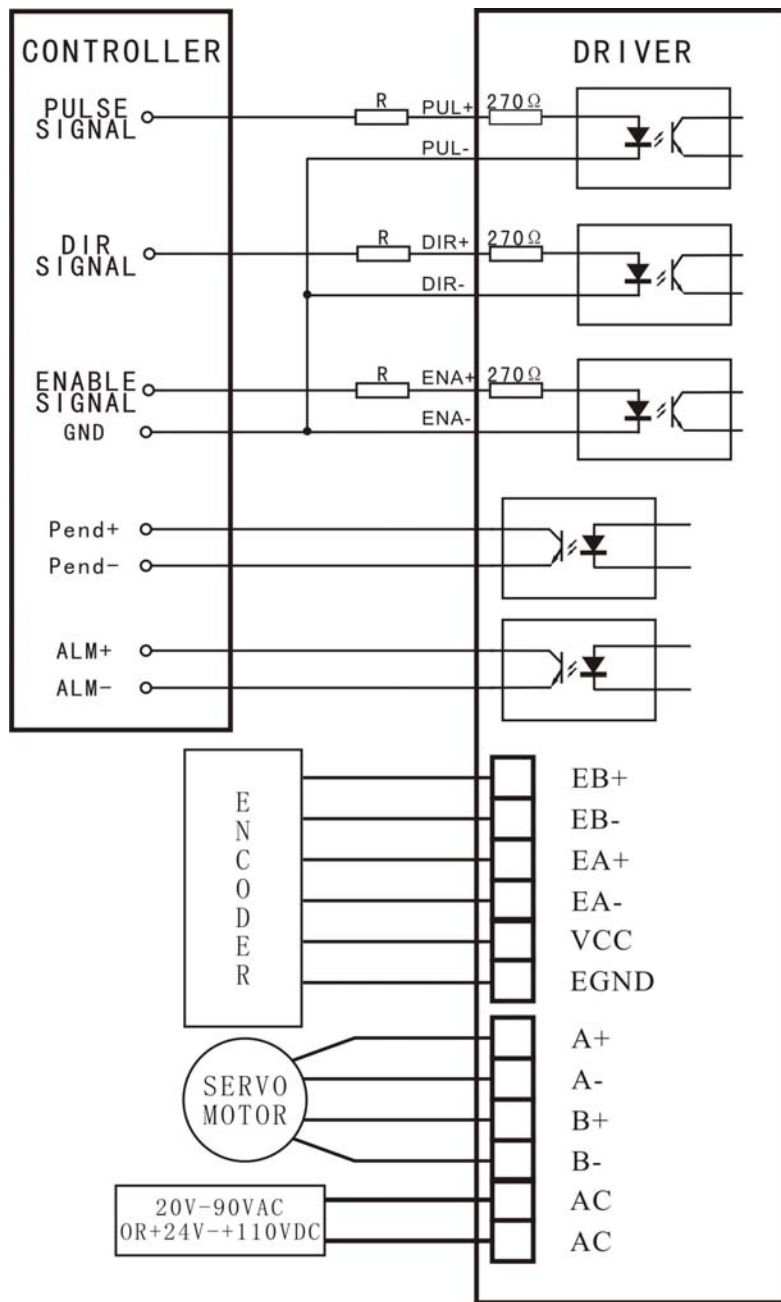 CONTROLLER
DRIVER
PULSE
SIGNAL
R
PUL+
270Ω
PUL-
DIR
SIGNAL
R
DIR+
270Ω
DIR-
ENABLE
SIGNAL
R
ENA+
270Ω
GND
ENA-
Pend+
Pend-
ALM+
ALM-
ENCODER
EB+
EB-
EA+
EA-
VCC
EGND
SERVO
MOTOR
A+
A-
B+
B-
20V-90VAC
OR+24V-+110VDC
AC
AC